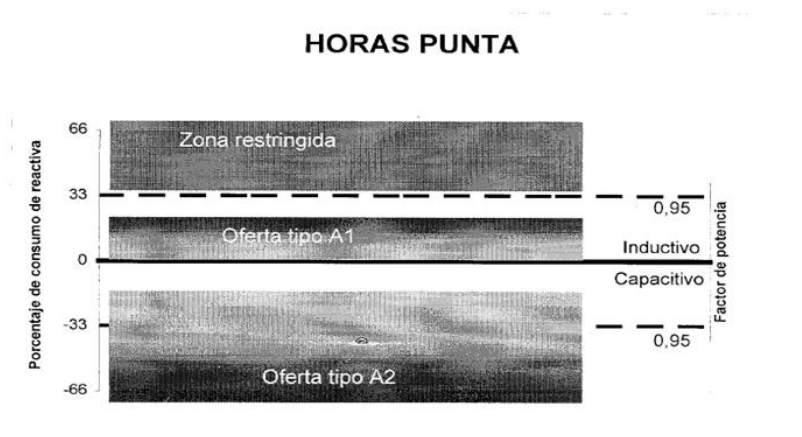 HORAS PUNTA
Porcentaje de consumo de reactiva
66
33
0
-33
-66
Zona restringida
Oferta tipo A1
Oferta tipo A2
0,95
Inductivo
Capacitivo
0,95
Factor de potencia